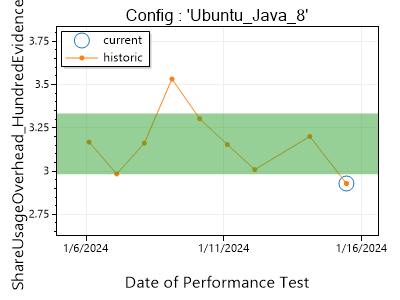 Config : 'Ubuntu_Java_8'
current
historic
ShareUsageOverhead_HundredEvidence
3.75
3.5
3.25
3
2.75
1/6/2024
1/11/2024
1/16/2024
Date of Performance Test